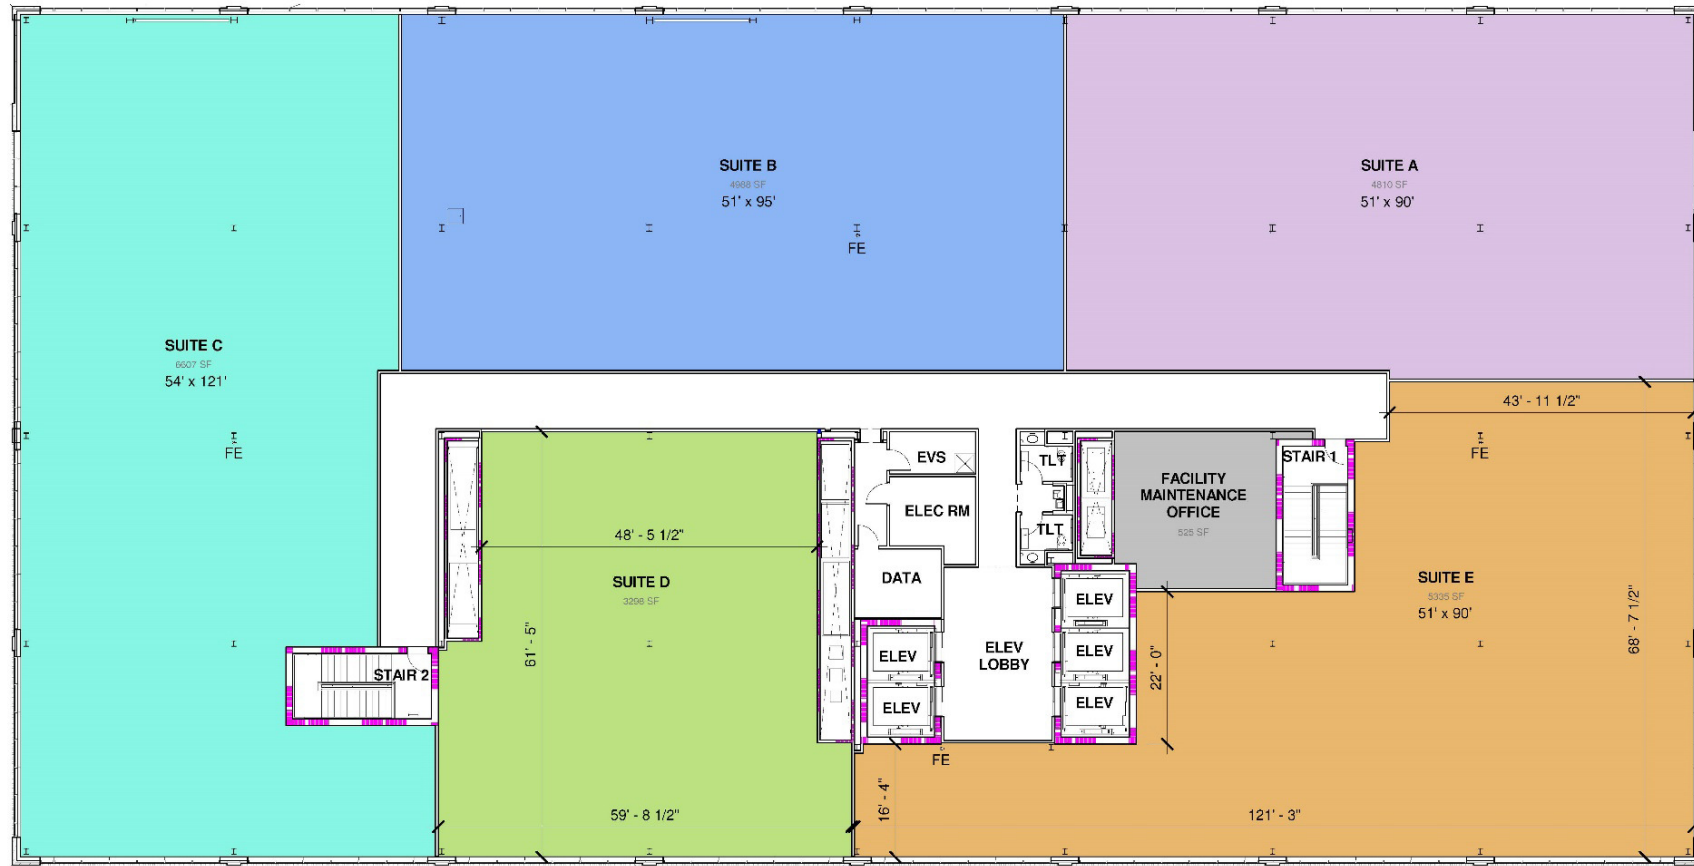 SUITE B
4968 SF
51' x 95'
SUITE A
4810 SF
51' x 90'
FE
SUITE C
6607 SF
54' x 121'
FE
43' - 11 1/2"
FE
EVS
TLT
STAIR 1
FACILITY
MAINTENANCE
OFFICE
525 SF
ELEC RM
TLT
48' - 5 1/2"
SUITE D
3296 SF
DATA
SUITE E
5335 SF
51' x 90'
ELEV
61' - 5"
68' - 7 1/2"
ELEV
ELEV
LOBBY
ELEV
22' - 0"
STAIR 2
ELEV
ELEV
FE
16' - 4"
59' - 8 1/2"
121' - 3"